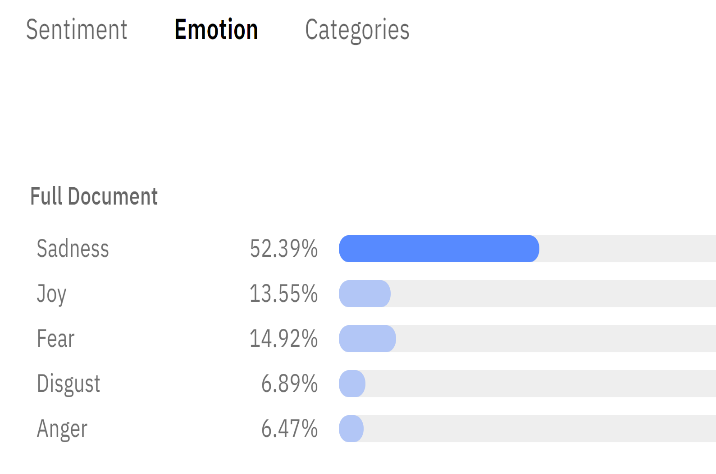 Sentiment Emotion Categories
Full Document
Sadness 52.39%
Joy 13.55%
Fear 14.92%
Disgust 6.89%
Anger 6.47%